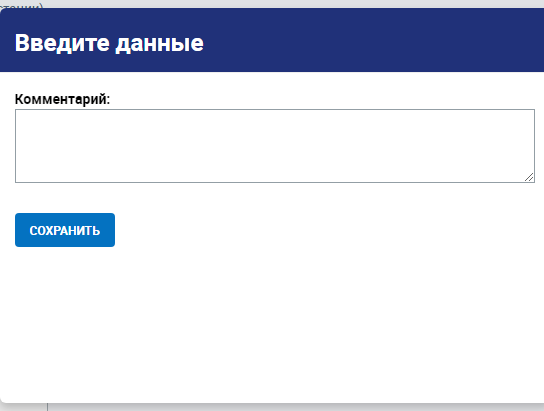 Введите данные
Комментарий:
СОХРАНИТЬ